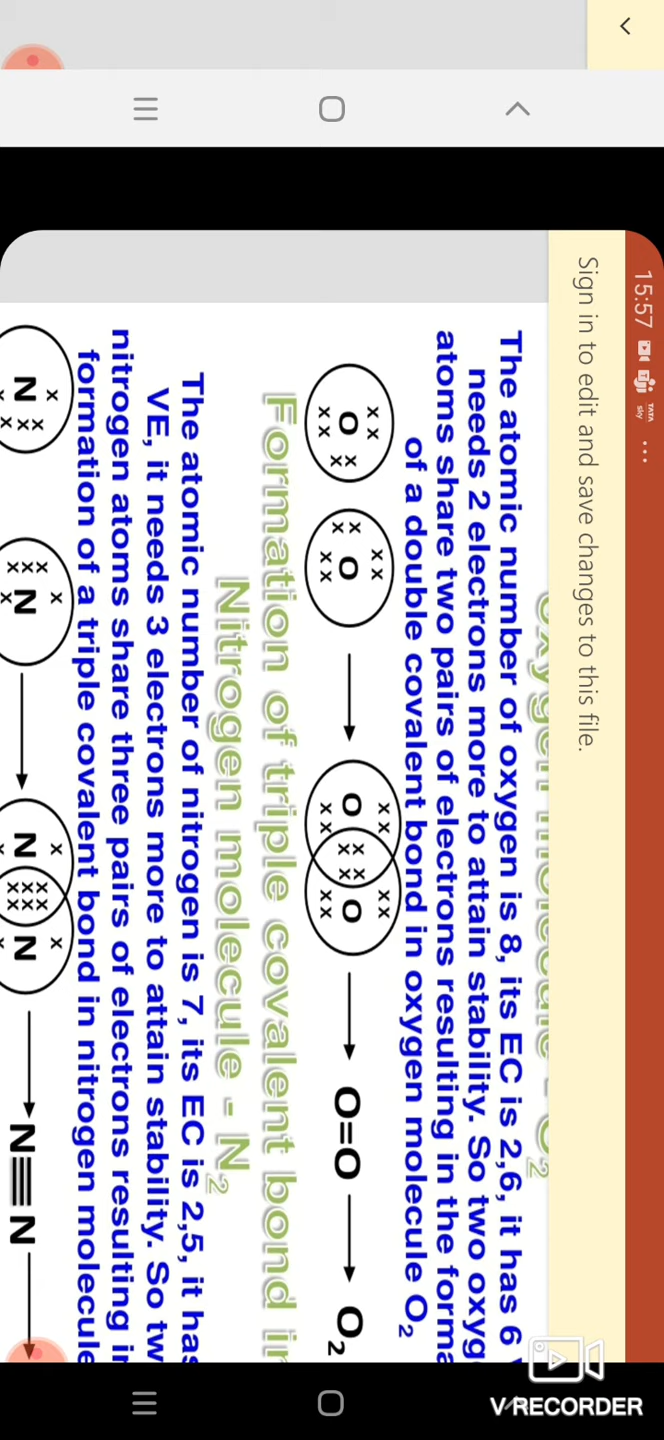 15:57 TATA sky ...
Sign in to edit and save changes to this file.
oxygen molecule - O₂
The atomic number of oxygen is 8, its EC is 2,6, it has 6
needs 2 electrons more to attain stability. So two oxyg
atoms share two pairs of electrons resulting in the forma
of a double covalent bond in oxygen molecule O₂
O O O O O=O O₂
Formation of triple covalent bond in
Nitrogen molecule - N₂
The atomic number of nitrogen is 7, its EC is 2,5, it has
VE, it needs 3 electrons more to attain stability. So tw
nitrogen atoms share three pairs of electrons resulting in
formation of a triple covalent bond in nitrogen molecule
N N N N N≡N
V RECORDER